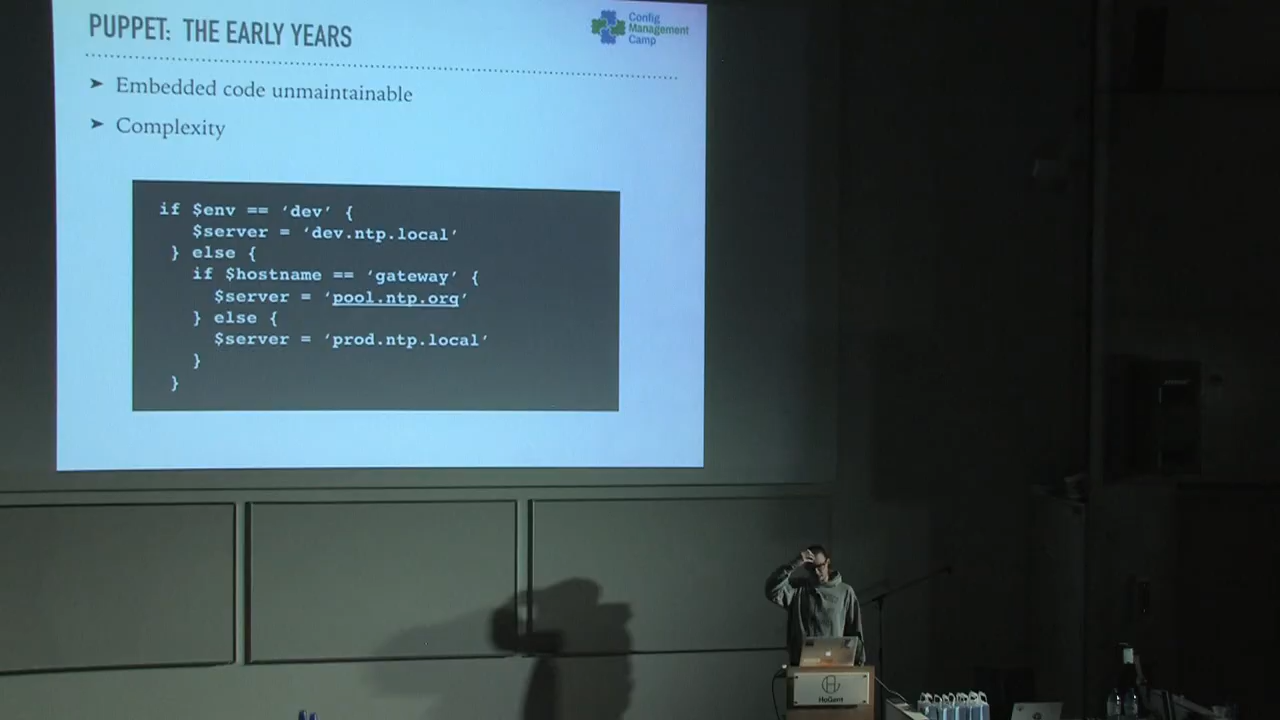 PUPPET: THE EARLY YEARS
Config
Management
Camp
➤ Embedded code unmaintainable
➤ Complexity
if $env == ‘dev’ {
$server = ‘dev.ntp.local’
} else {
if $hostname == ‘gateway’ {
$server = ‘pool.ntp.org’
} else {
$server = ‘prod.ntp.local’
}
}
HoGent